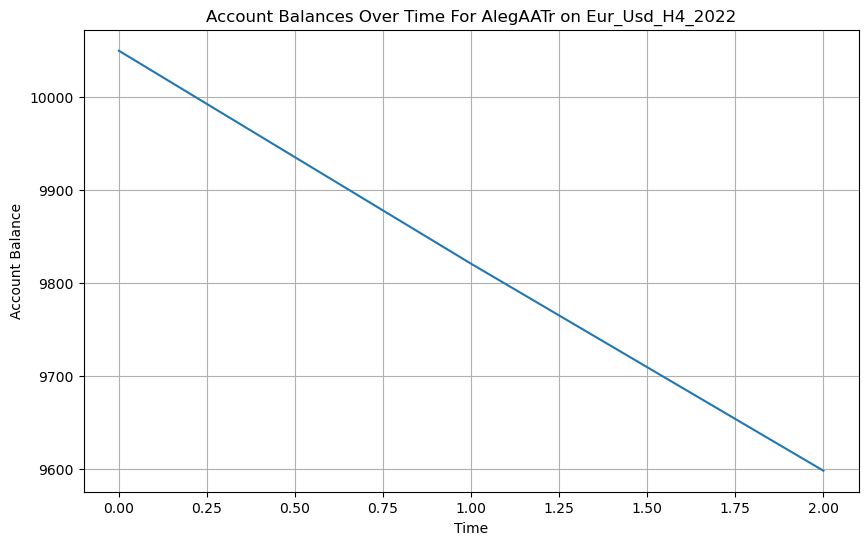 Account Balances Over Time For AlegAATr on Eur_Usd_H4_2022
Account Balance
10000
9900
9800
9700
9600
0.00 0.25 0.50 0.75 1.00 1.25 1.50 1.75 2.00
Time